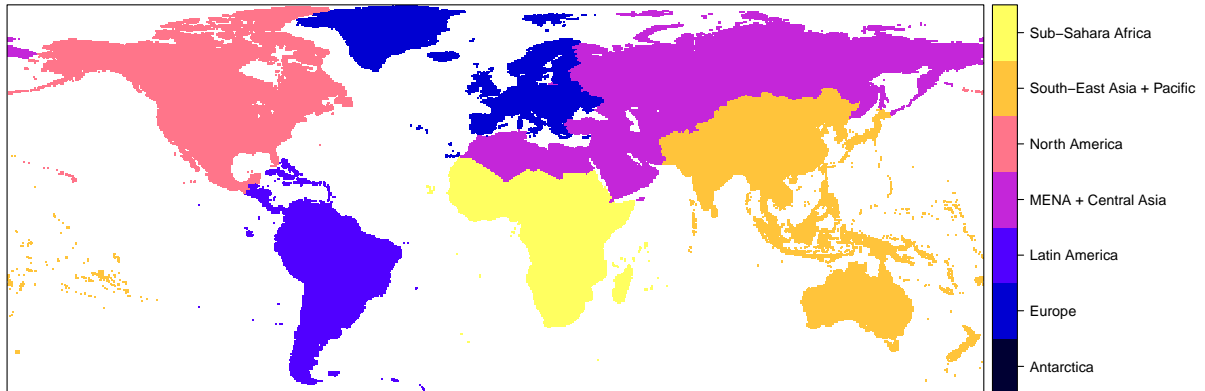 Sub-Sahara Africa
South-East Asia + Pacific
North America
MENA + Central Asia
Latin America
Europe
Antarctica